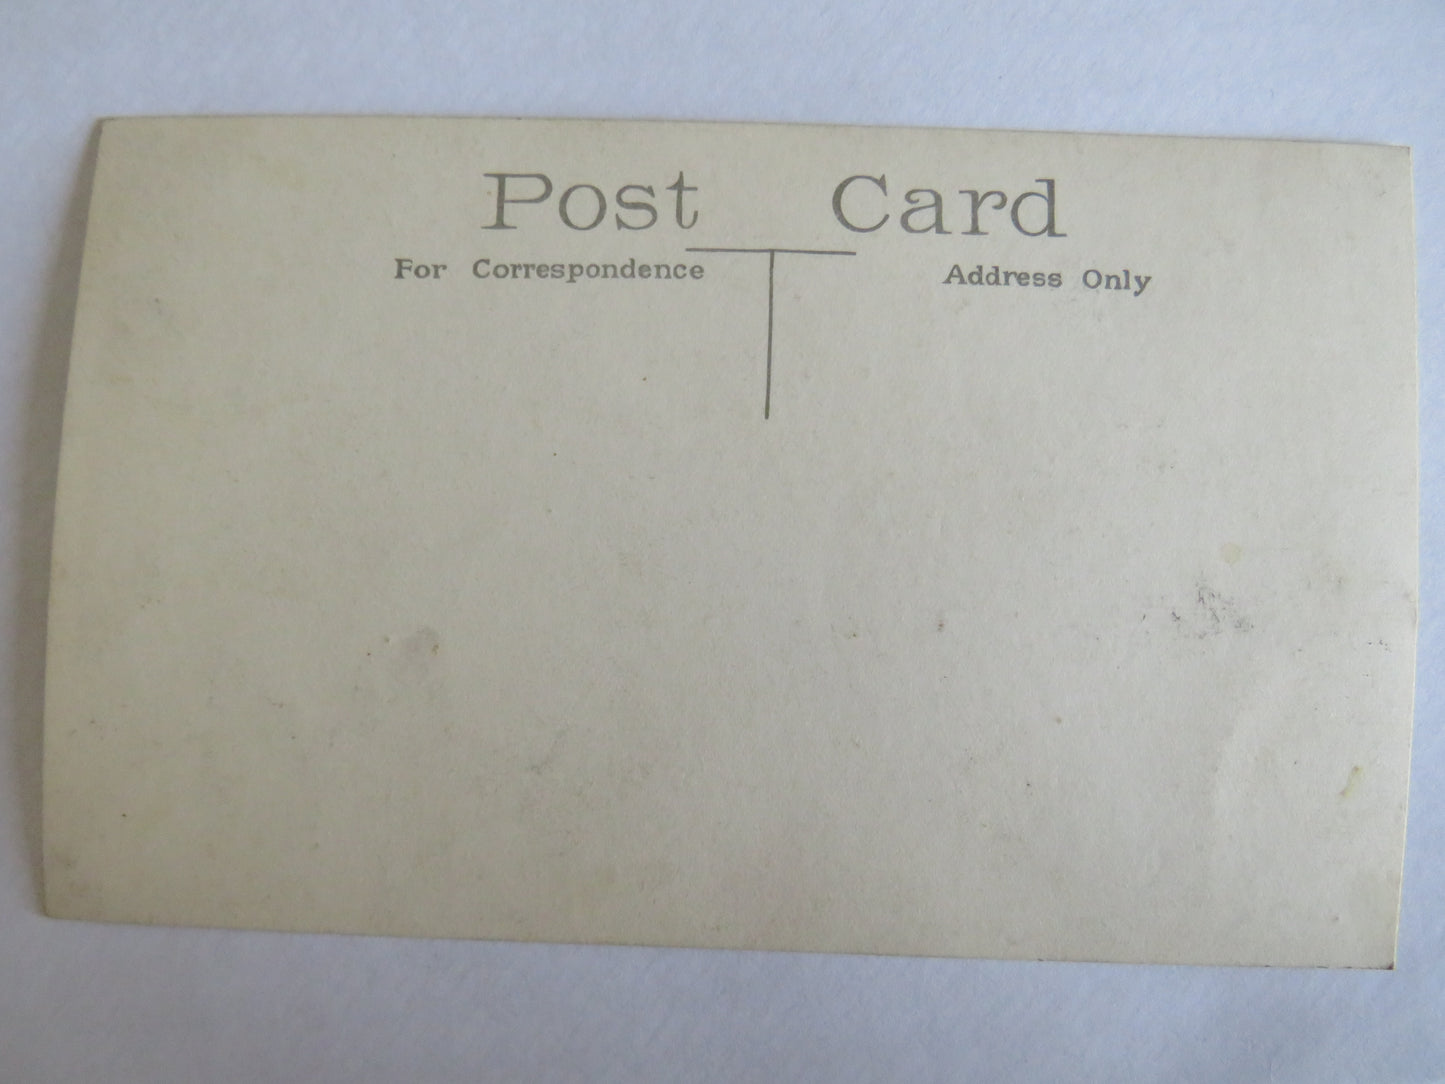 Post Card
For Correspondence Address Only